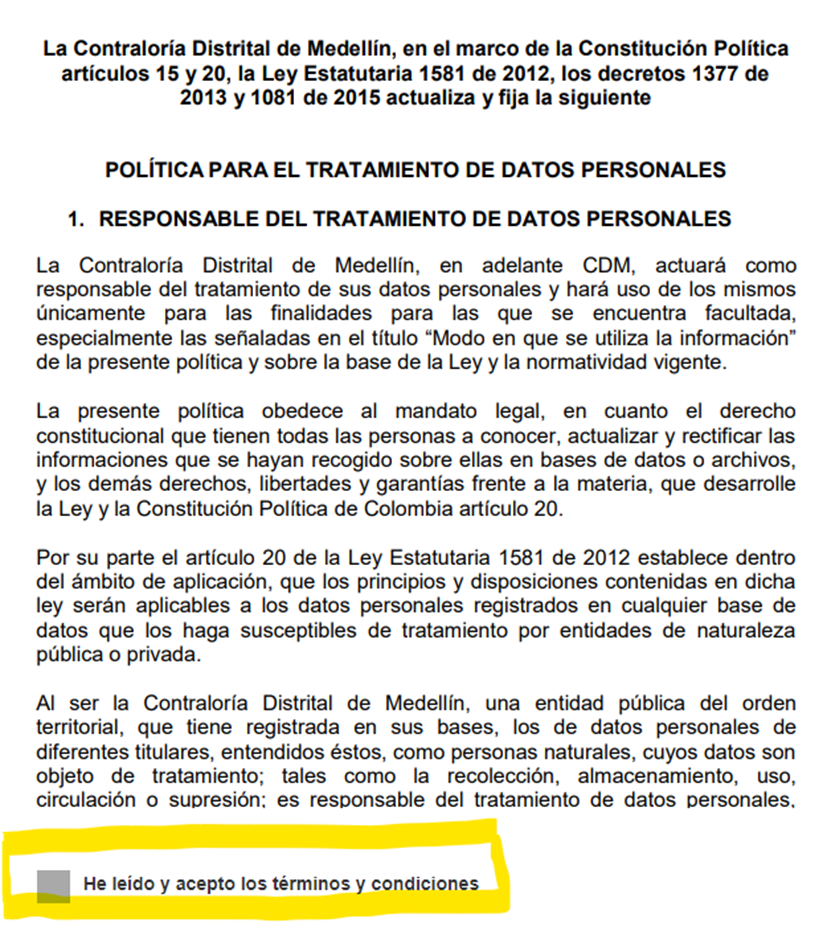 La Contraloría Distrital de Medellín, en el marco de la Constitución Política
artículos 15 y 20, la Ley Estatutaria 1581 de 2012, los decretos 1377 de
2013 y 1081 de 2015 actualiza y fija la siguiente
POLÍTICA PARA EL TRATAMIENTO DE DATOS PERSONALES
1. RESPONSABLE DEL TRATAMIENTO DE DATOS PERSONALES
La Contraloría Distrital de Medellín, en adelante CDM, actuará como
responsable del tratamiento de sus datos personales y hará uso de los mismos
únicamente para las finalidades para las que se encuentra facultada,
especialmente las señaladas en el título “Modo en que se utiliza la información”
de la presente política y sobre la base de la Ley y la normatividad vigente.
La presente política obedece al mandato legal, en cuanto el derecho
constitucional que tienen todas las personas a conocer, actualizar y rectificar las
informaciones que se hayan recogido sobre ellas en bases de datos o archivos,
y los demás derechos, libertades y garantías frente a la materia, que desarrolle
la Ley y la Constitución Política de Colombia artículo 20.
Por su parte el artículo 20 de la Ley Estatutaria 1581 de 2012 establece dentro
del ámbito de aplicación, que los principios y disposiciones contenidas en dicha
ley serán aplicables a los datos personales registrados en cualquier base de
datos que los haga susceptibles de tratamiento por entidades de naturaleza
pública o privada.
Al ser la Contraloría Distrital de Medellín, una entidad pública del orden
territorial, que tiene registrada en sus bases, los de datos personales de
diferentes titulares, entendidos éstos, como personas naturales, cuyos datos son
objeto de tratamiento; tales como la recolección, almacenamiento, uso,
circulación o supresión; es responsable del tratamiento de datos personales,
He leído y acepto los términos y condiciones